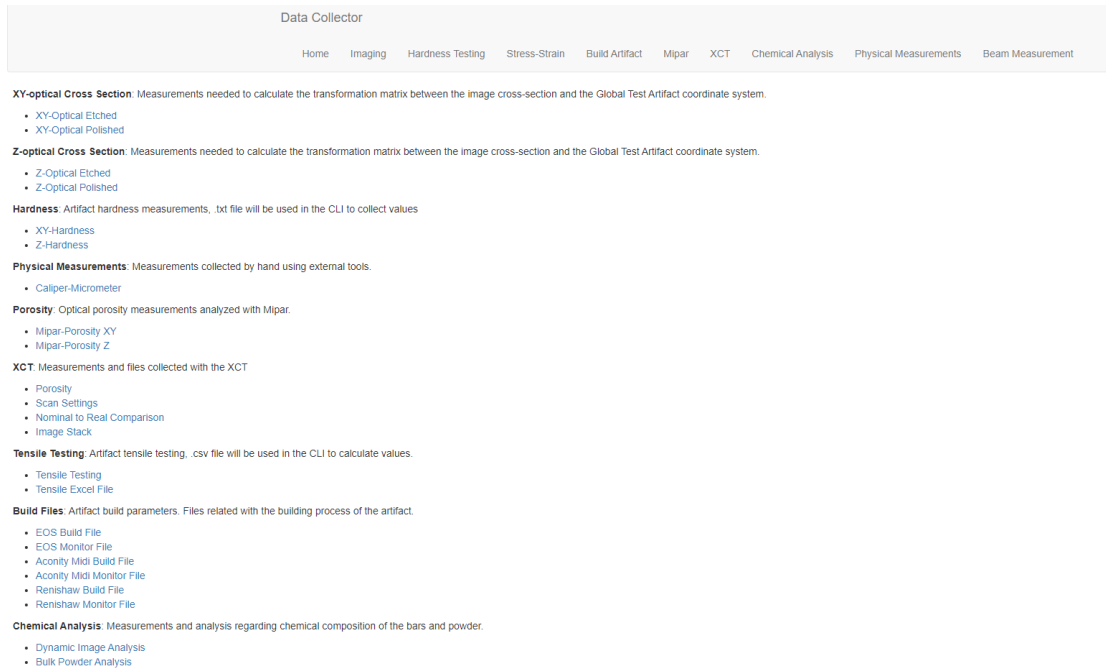 Data Collector
Home Imaging Hardness Testing Stress-Strain Build Artifact Mipar XCT Chemical Analysis Physical Measurements Beam Measurement
XY-optical Cross Section: Measurements needed to calculate the transformation matrix between the image cross-section and the Global Test Artifact coordinate system.
• XY-Optical Etched
• XY-Optical Polished
Z-optical Cross Section: Measurements needed to calculate the transformation matrix between the image cross-section and the Global Test Artifact coordinate system.
• Z-Optical Etched
• Z-Optical Polished
Hardness: Artifact hardness measurements, .txt file will be used in the CLI to collect values
• XY-Hardness
• Z-Hardness
Physical Measurements: Measurements collected by hand using external tools.
• Caliper-Micrometer
Porosity: Optical porosity measurements analyzed with Mipar.
• Mipar-Porosity XY
• Mipar-Porosity Z
XCT: Measurements and files collected with the XCT
• Porosity
• Scan Settings
• Nominal to Real Comparison
• Image Stack
Tensile Testing: Artifact tensile testing, .csv file will be used in the CLI to calculate values.
• Tensile Testing
• Tensile Excel File
Build Files: Artifact build parameters. Files related with the building process of the artifact.
• EOS Build File
• EOS Monitor File
• Aconity Midi Build File
• Aconity Midi Monitor File
• Renishaw Build File
• Renishaw Monitor File
Chemical Analysis: Measurements and analysis regarding chemical composition of the bars and powder.
• Dynamic Image Analysis
• Bulk Powder Analysis